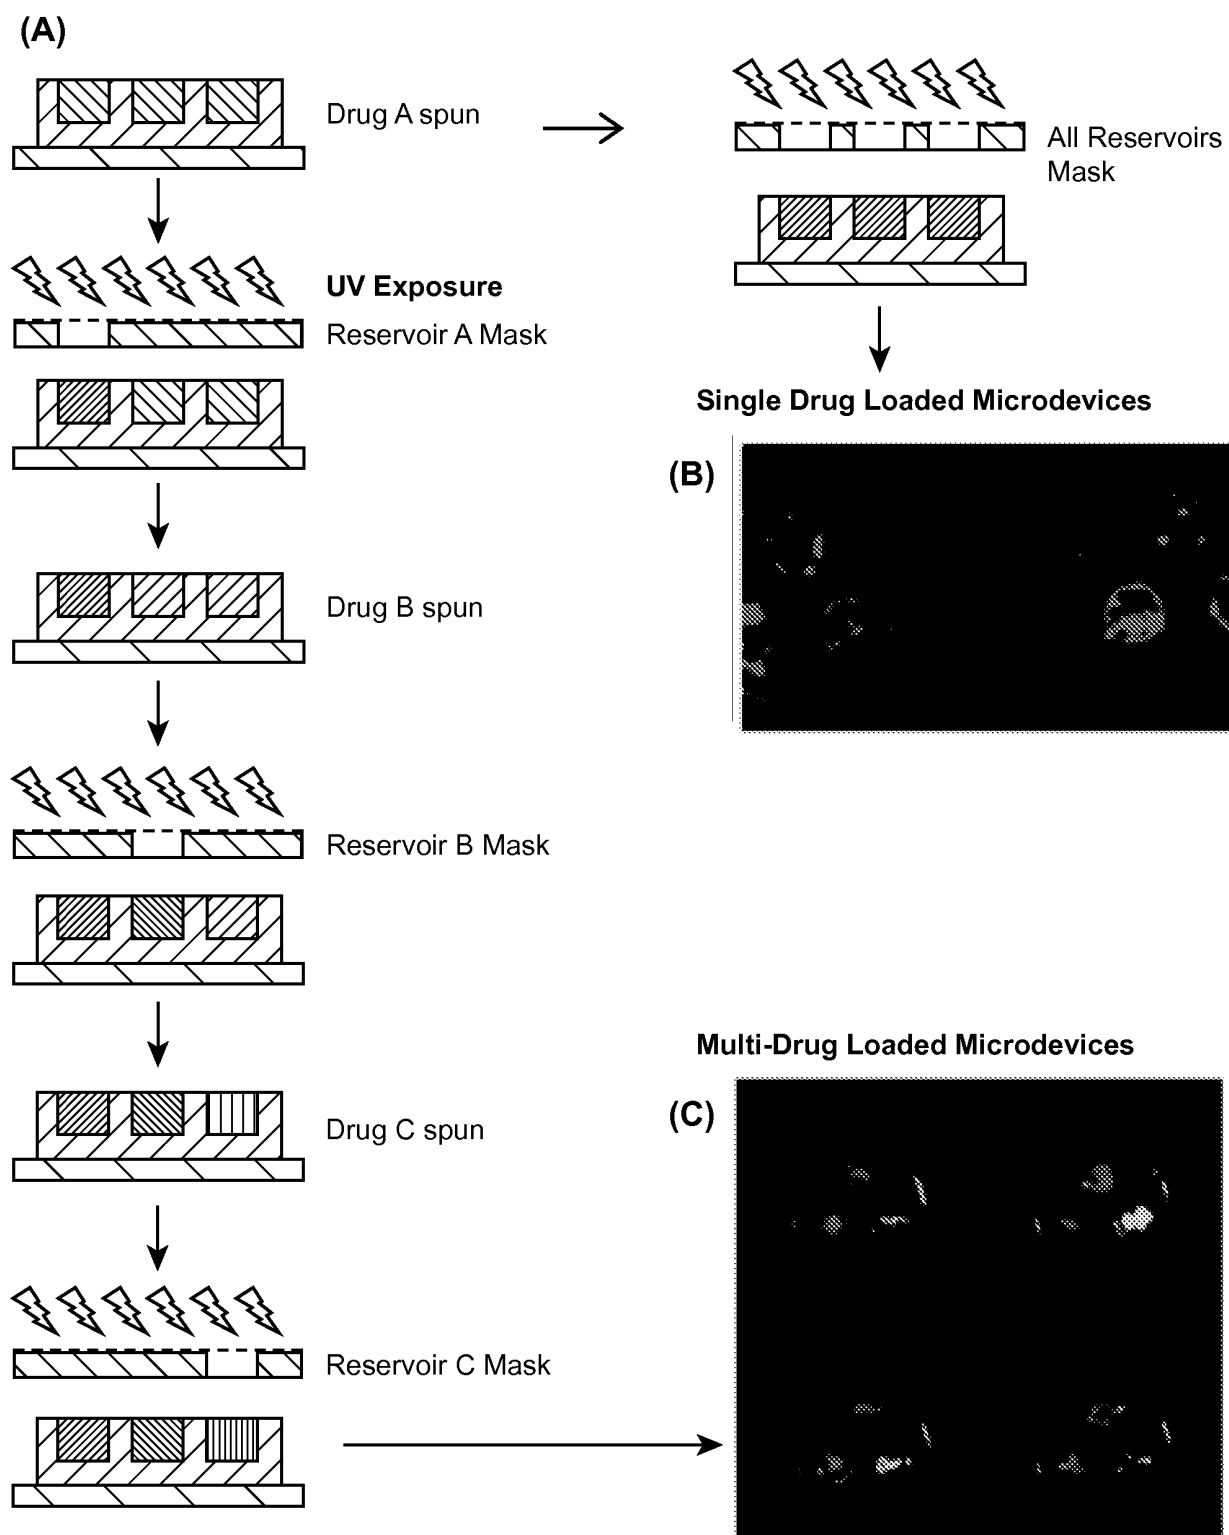 (A)
Drug A spun
All Reservoirs
Mask
UV Exposure
Reservoir A Mask
Single Drug Loaded Microdevices
(B)
Drug B spun
Reservoir B Mask
Multi-Drug Loaded Microdevices
(C)
Drug C spun
Reservoir C Mask